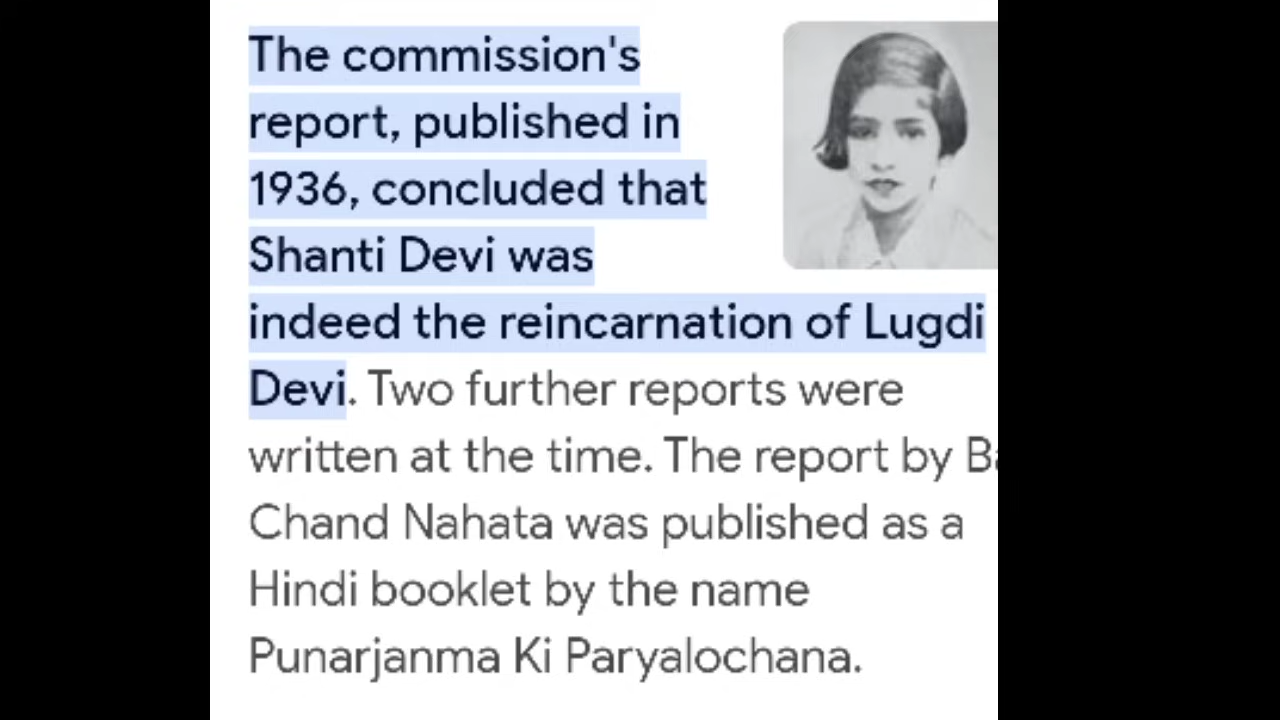 The commission's
report, published in
1936, concluded that
Shanti Devi was
indeed the reincarnation of Lugdi
Devi. Two further reports were
written at the time. The report by
Chand Nahata was published as a
Hindi booklet by the name
Punarjanma Ki Paryalochana.